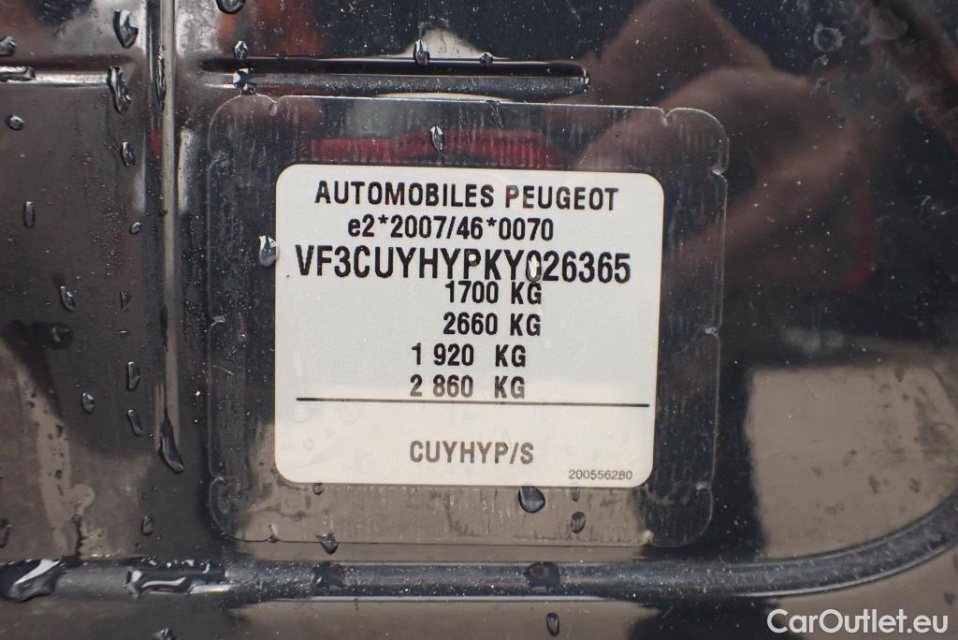 AUTOMOBILES PEUGEOT
e2*2007/46*0070
VF3CUYHYPKY026365
1700 KG
2660 KG
1 920 KG
2 860 KG
CUYHYP/S
200556280
CarOutlet.eu